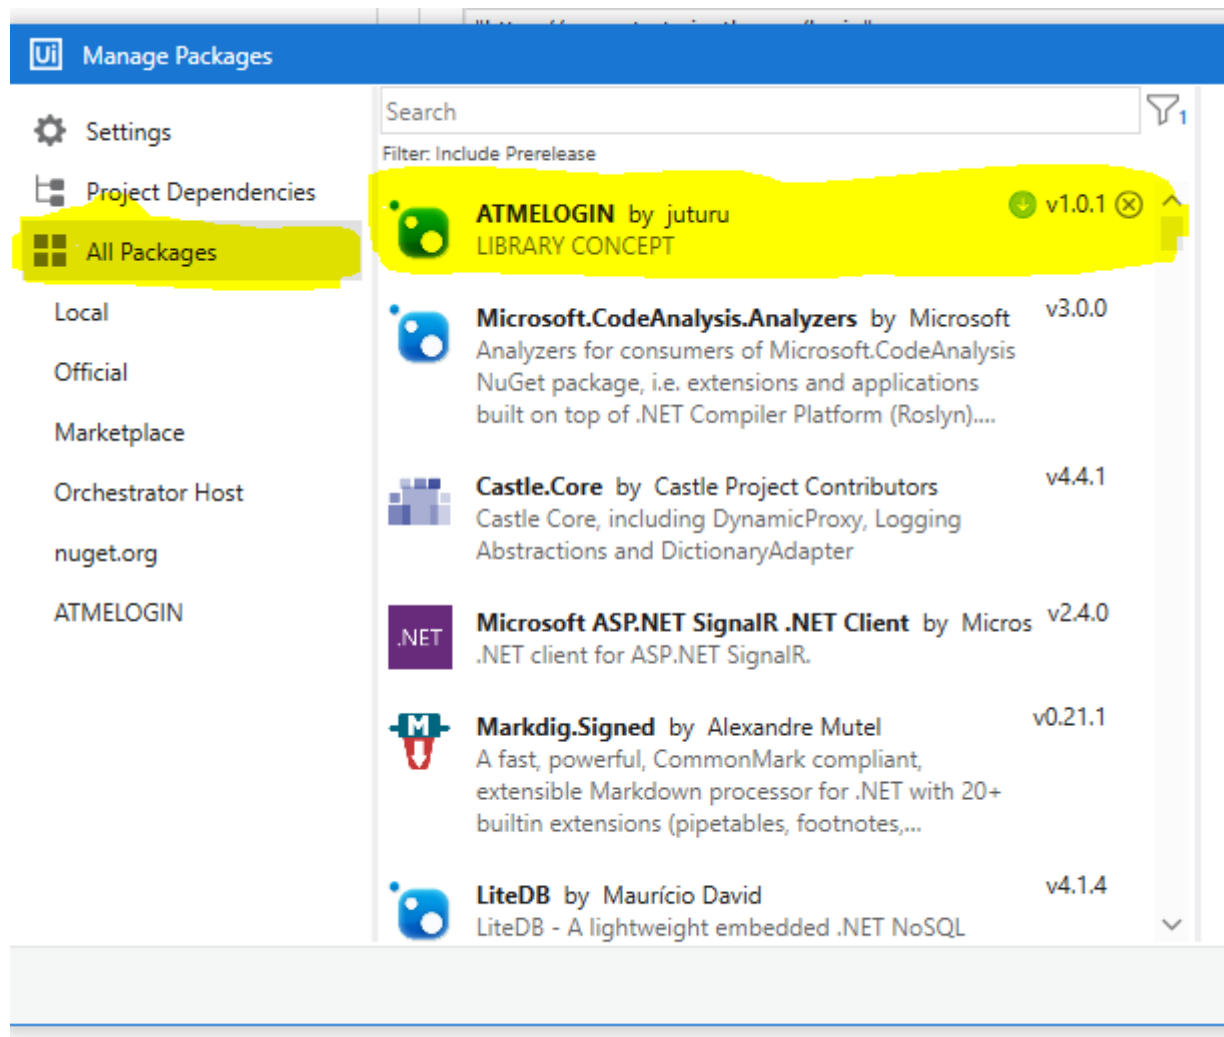 Ui Manage Packages
Settings
Project Dependencies
All Packages
Local
Official
Marketplace
Orchestrator Host
nuget.org
ATMELOGIN
Search
1
Filter: Include Prerelease
ATMELOGIN by juturu v1.0.1
LIBRARY CONCEPT
Microsoft.CodeAnalysis.Analyzers by Microsoft v3.0.0
Analyzers for consumers of Microsoft.CodeAnalysis
NuGet package, i.e. extensions and applications
built on top of .NET Compiler Platform (Roslyn)....
Castle.Core by Castle Project Contributors v4.4.1
Castle Core, including DynamicProxy, Logging
Abstractions and DictionaryAdapter
.NET
Microsoft ASP.NET SignalR .NET Client by Micros v2.4.0
.NET client for ASP.NET SignalR.
M
Markdig.Signed by Alexandre Mutel v0.21.1
A fast, powerful, CommonMark compliant,
extensible Markdown processor for .NET with 20+
builtin extensions (pipetables, footnotes,...
LiteDB by Maurício David v4.1.4
LiteDB - A lightweight embedded .NET NoSQL